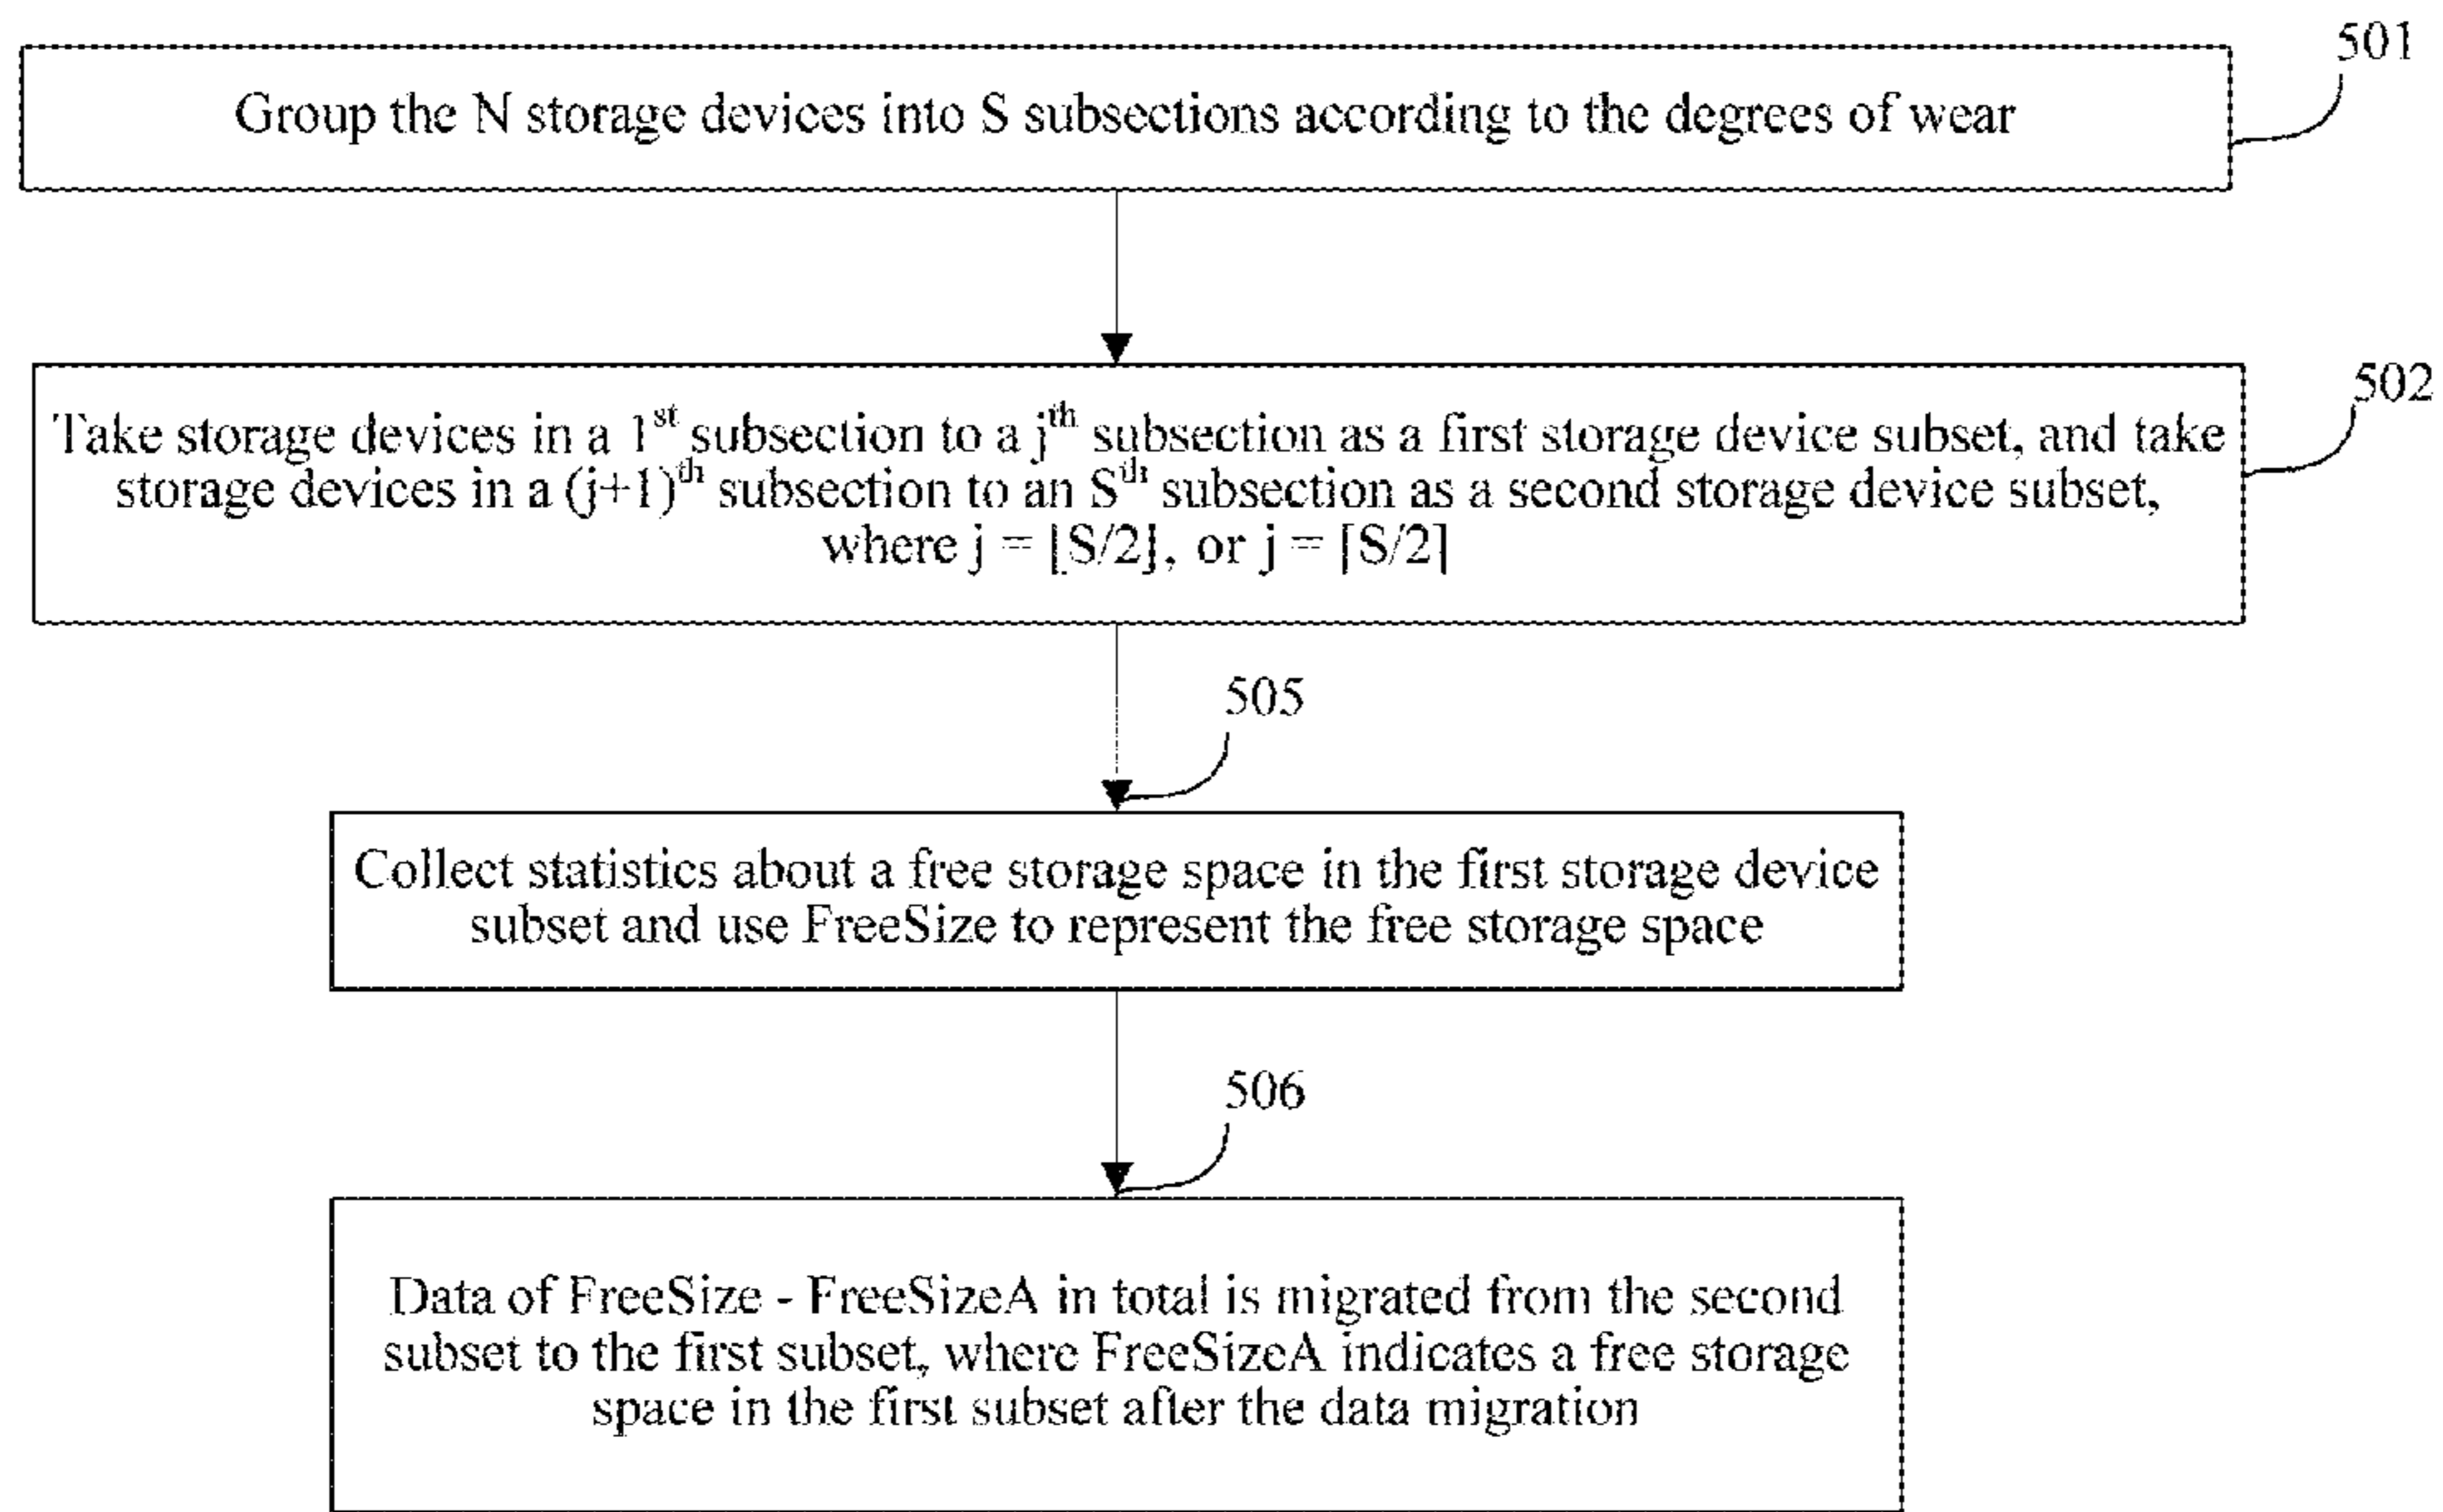 501
Group the N storage devices into S subsections according to the degrees of wear
502
Take storage devices in a 1st subsection to a jth subsection as a first storage device subset, and take
storage devices in a (j+1)th subsection to an Sth subsection as a second storage device subset,
where j = ⌊S/2⌋, or j = ⌈S/2⌉
505
Collect statistics about a free storage space in the first storage device
subset and use FreeSize to represent the free storage space
506
Data of FreeSize - FreeSizeA in total is migrated from the second
subset to the first subset, where FreeSizeA indicates a free storage
space in the first subset after the data migration